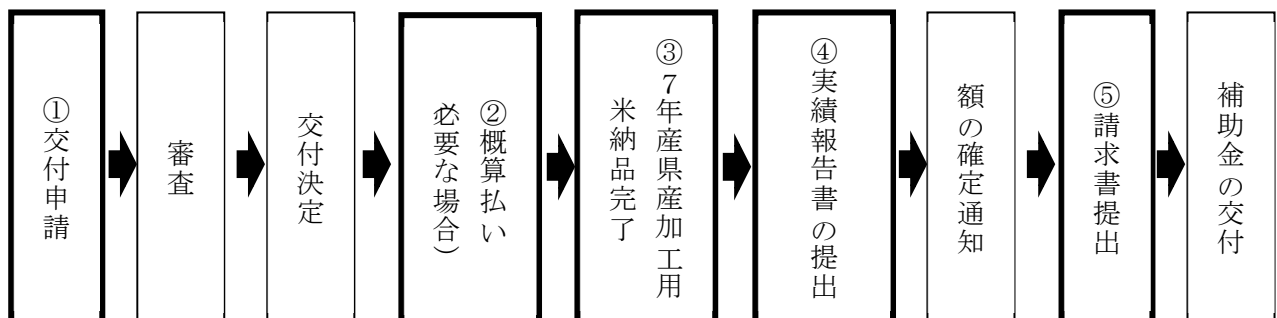 ①交付申請
審査
交付決定
②概算払い
必要な場合）
③７年産県産加工用
米納品完了
④実績報告書の提出
額の確定通知
⑤請求書提出
補助金の交付